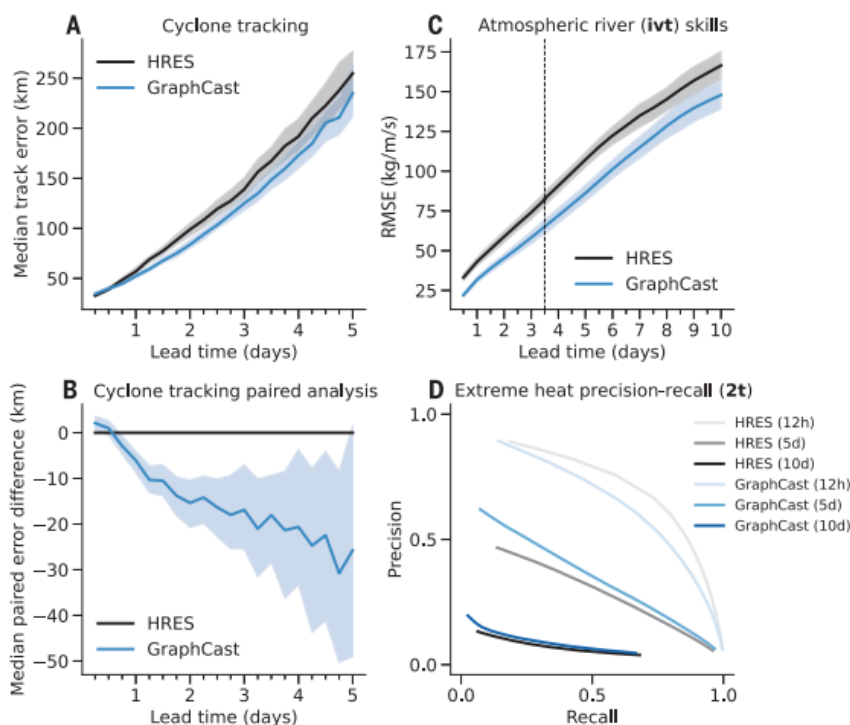 A Cyclone tracking
HRES
GraphCast
Median track error (km)
250
200
150
100
50
1 2 3 4 5
Lead time (days)
C Atmospheric river (ivt) skills
RMSE (kg/m/s)
175
150
125
100
75
50
25
HRES
GraphCast
1 2 3 4 5 6 7 8 9 10
Lead time (days)
B Cyclone tracking paired analysis
Median paired error difference (km)
0
−10
−20
−30
−40
−50
HRES
GraphCast
1 2 3 4 5
Lead time (days)
D Extreme heat precision-recall (2t)
Precision
1.0
0.5
0.0
HRES (12h)
HRES (5d)
HRES (10d)
GraphCast (12h)
GraphCast (5d)
GraphCast (10d)
0.0 0.5 1.0
Recall